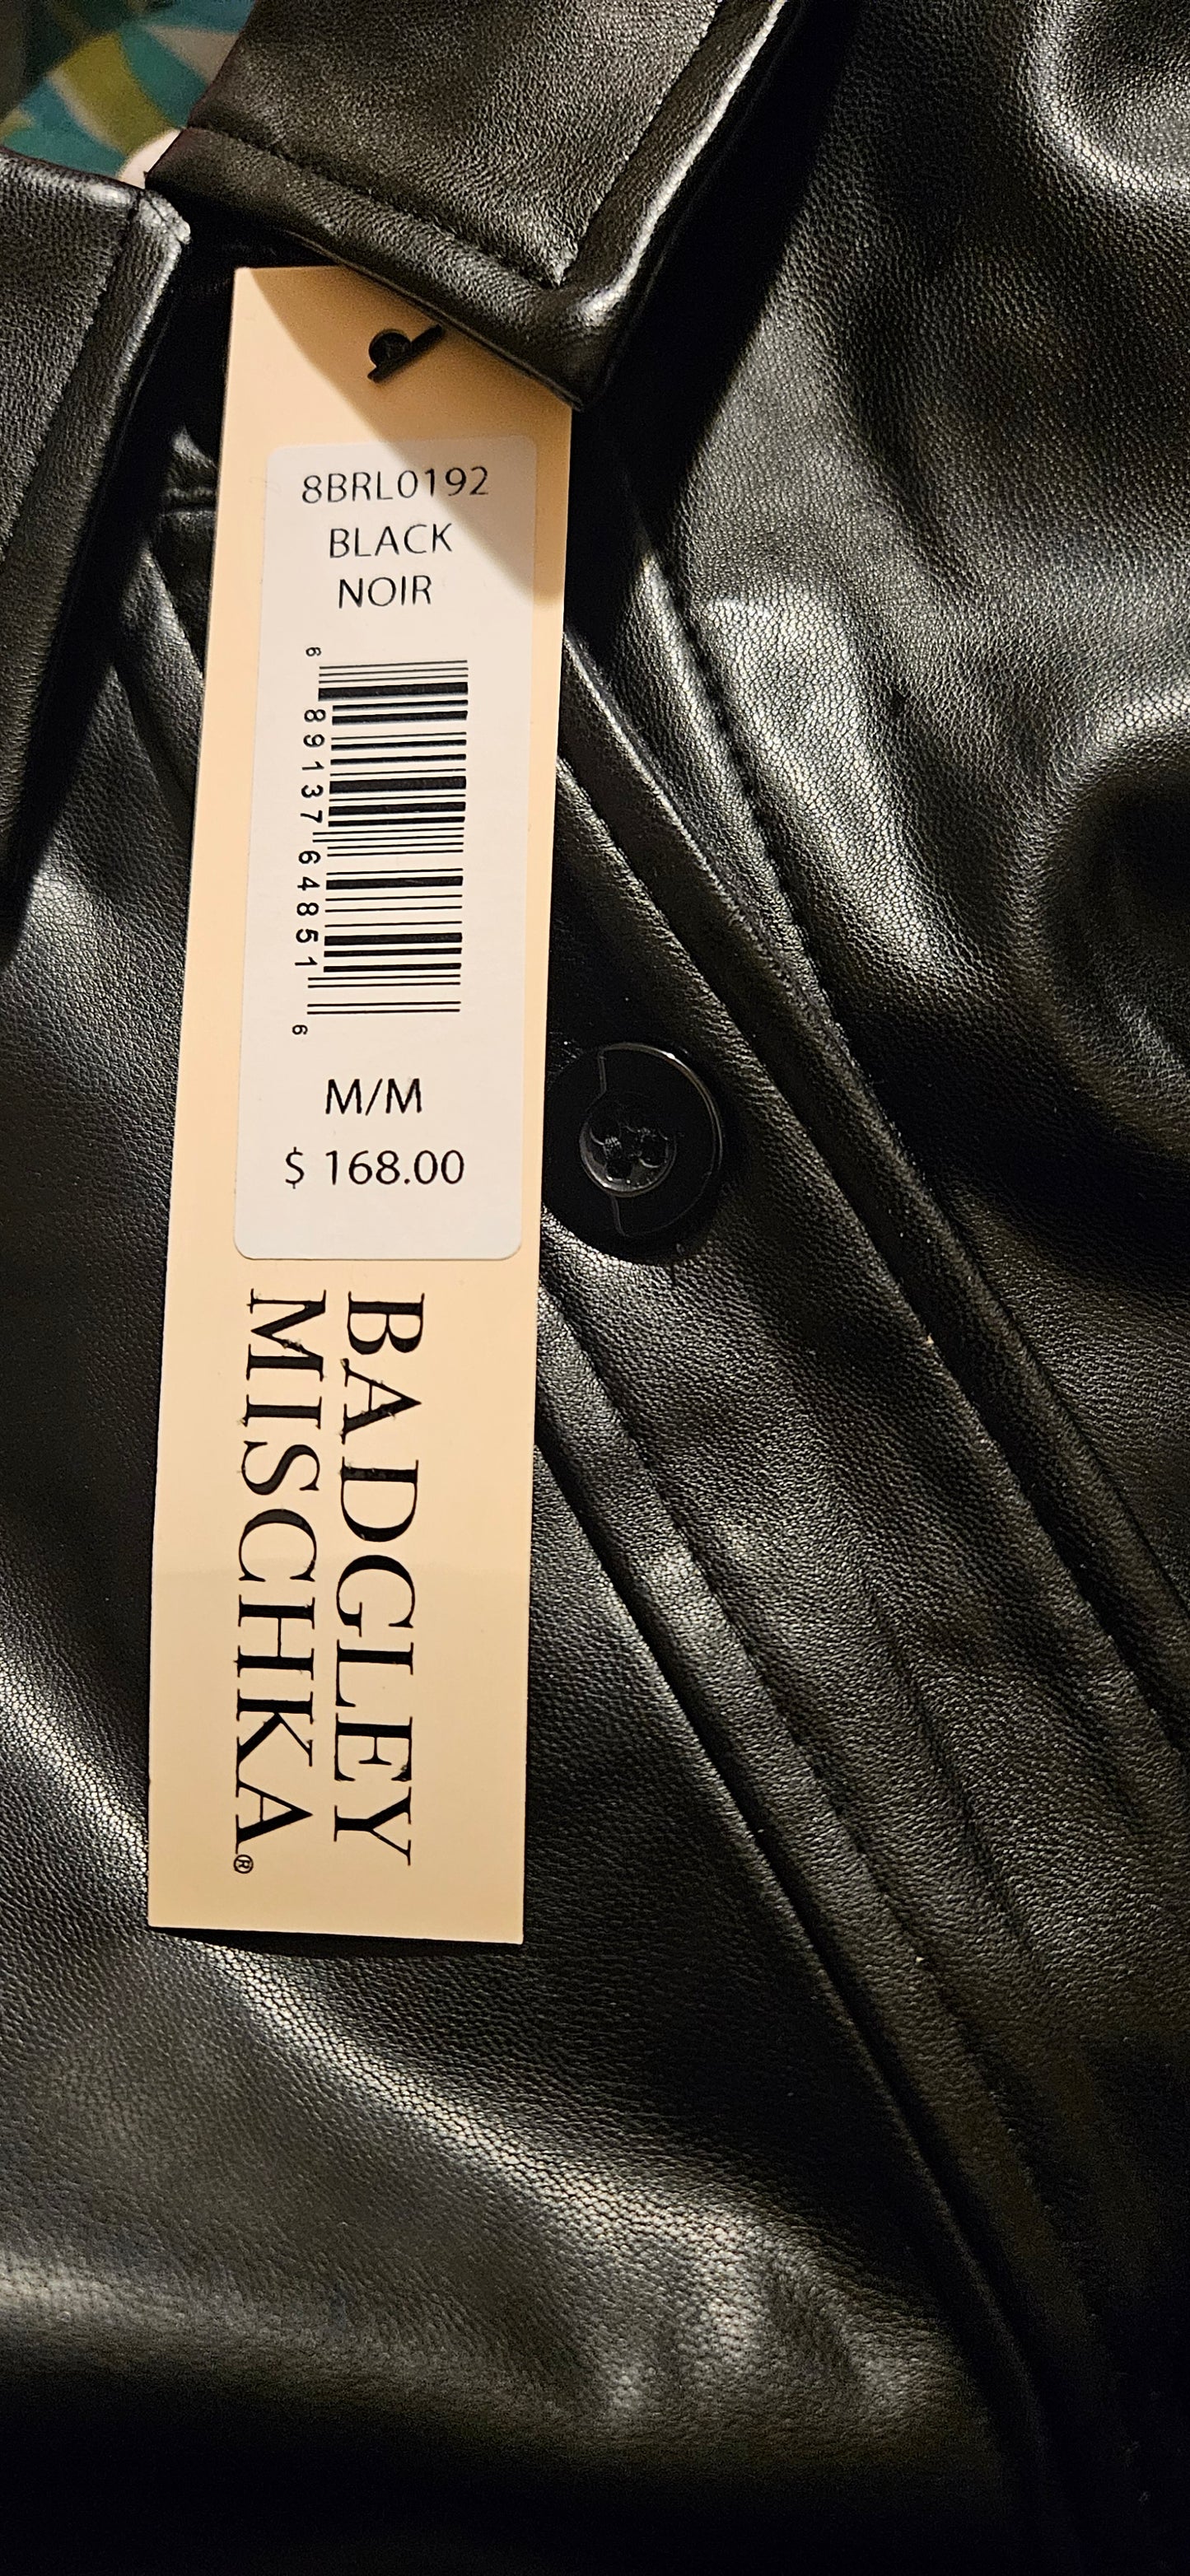 8BRL0192
BLACK
NOIR
6 89137 64851 6
M/M
$ 168.00
BADGLEY
MISCHKA®